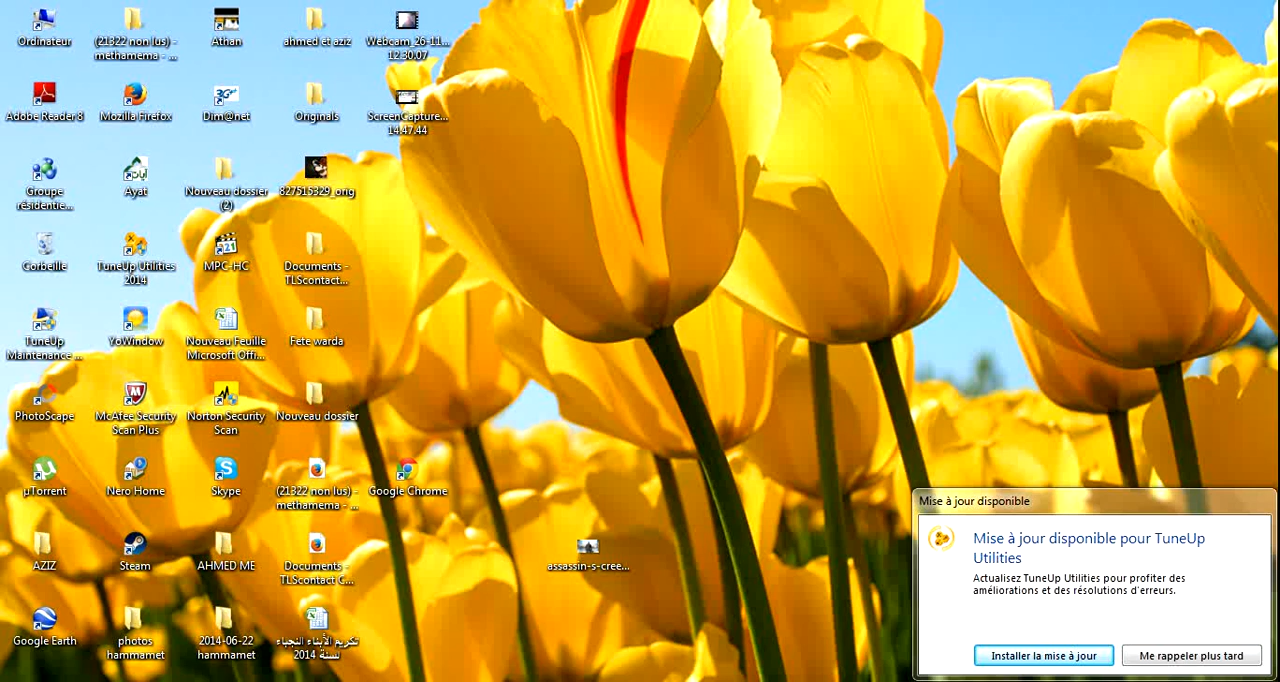 Ordinateur
(21322 non lus) -
methamema - ...
Athan
ahmed et aziz
Webcam_26-11...
12.30.07
Adobe Reader 8
Mozilla Firefox
3G
Dim@net
Originals
ScreenCapture...
14.47.44
Groupe
résidentie...
Ayat
Nouveau dossier
(2)
827515329_ong
Corbeille
TuneUp Utilities
2014
MPC-HC
Documents -
TLScontact...
TuneUp
Maintenance ...
YoWindow
Nouveau Feuille
Microsoft Offi...
Fete warda
PhotoScape
McAfee Security
Scan Plus
Norton Security
Scan
Nouveau dossier
µTorrent
Nero Home
Skype
(21322 non lus) -
methamema - ...
Google Chrome
AZIZ
Steam
AHMED ME
Documents -
TLScontact C...
assassin-s-cree...
Google Earth
photos
hammamet
2014-06-22
hammamet
تكريم الأبناء النجباء
لسنة 2014
Mise à jour disponible
Mise à jour disponible pour TuneUp
Utilities
Actualisez TuneUp Utilities pour profiter des
améliorations et des résolutions d'erreurs.
Installer la mise à jour
Me rappeler plus tard